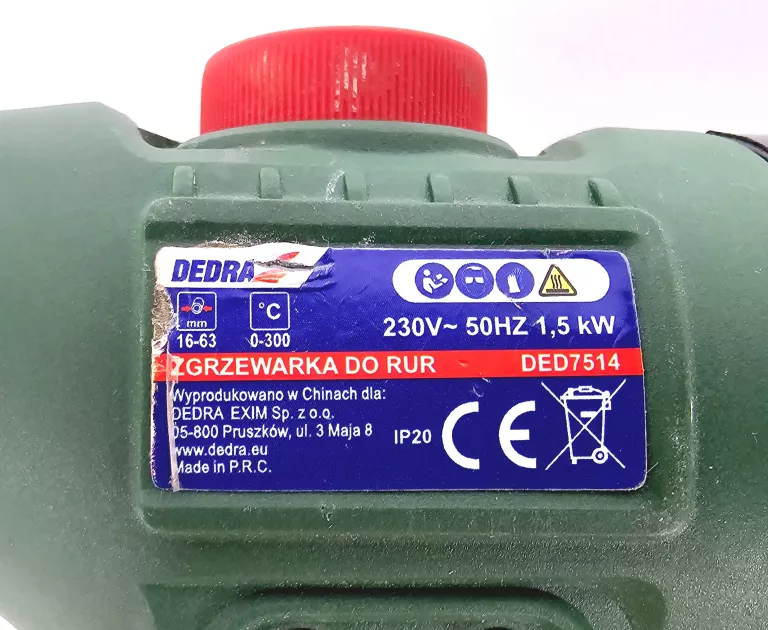 DEDRA
mm
16-63
°C
0-300
230V~ 50HZ 1,5 kW
ZGRZEWARKA DO RUR DED7514
Wyprodukowano w Chinach dla:
DEDRA EXIM Sp. z o.o.
05-800 Pruszków, ul. 3 Maja 8
www.dedra.eu
Made in P.R.C.
IP20
CE